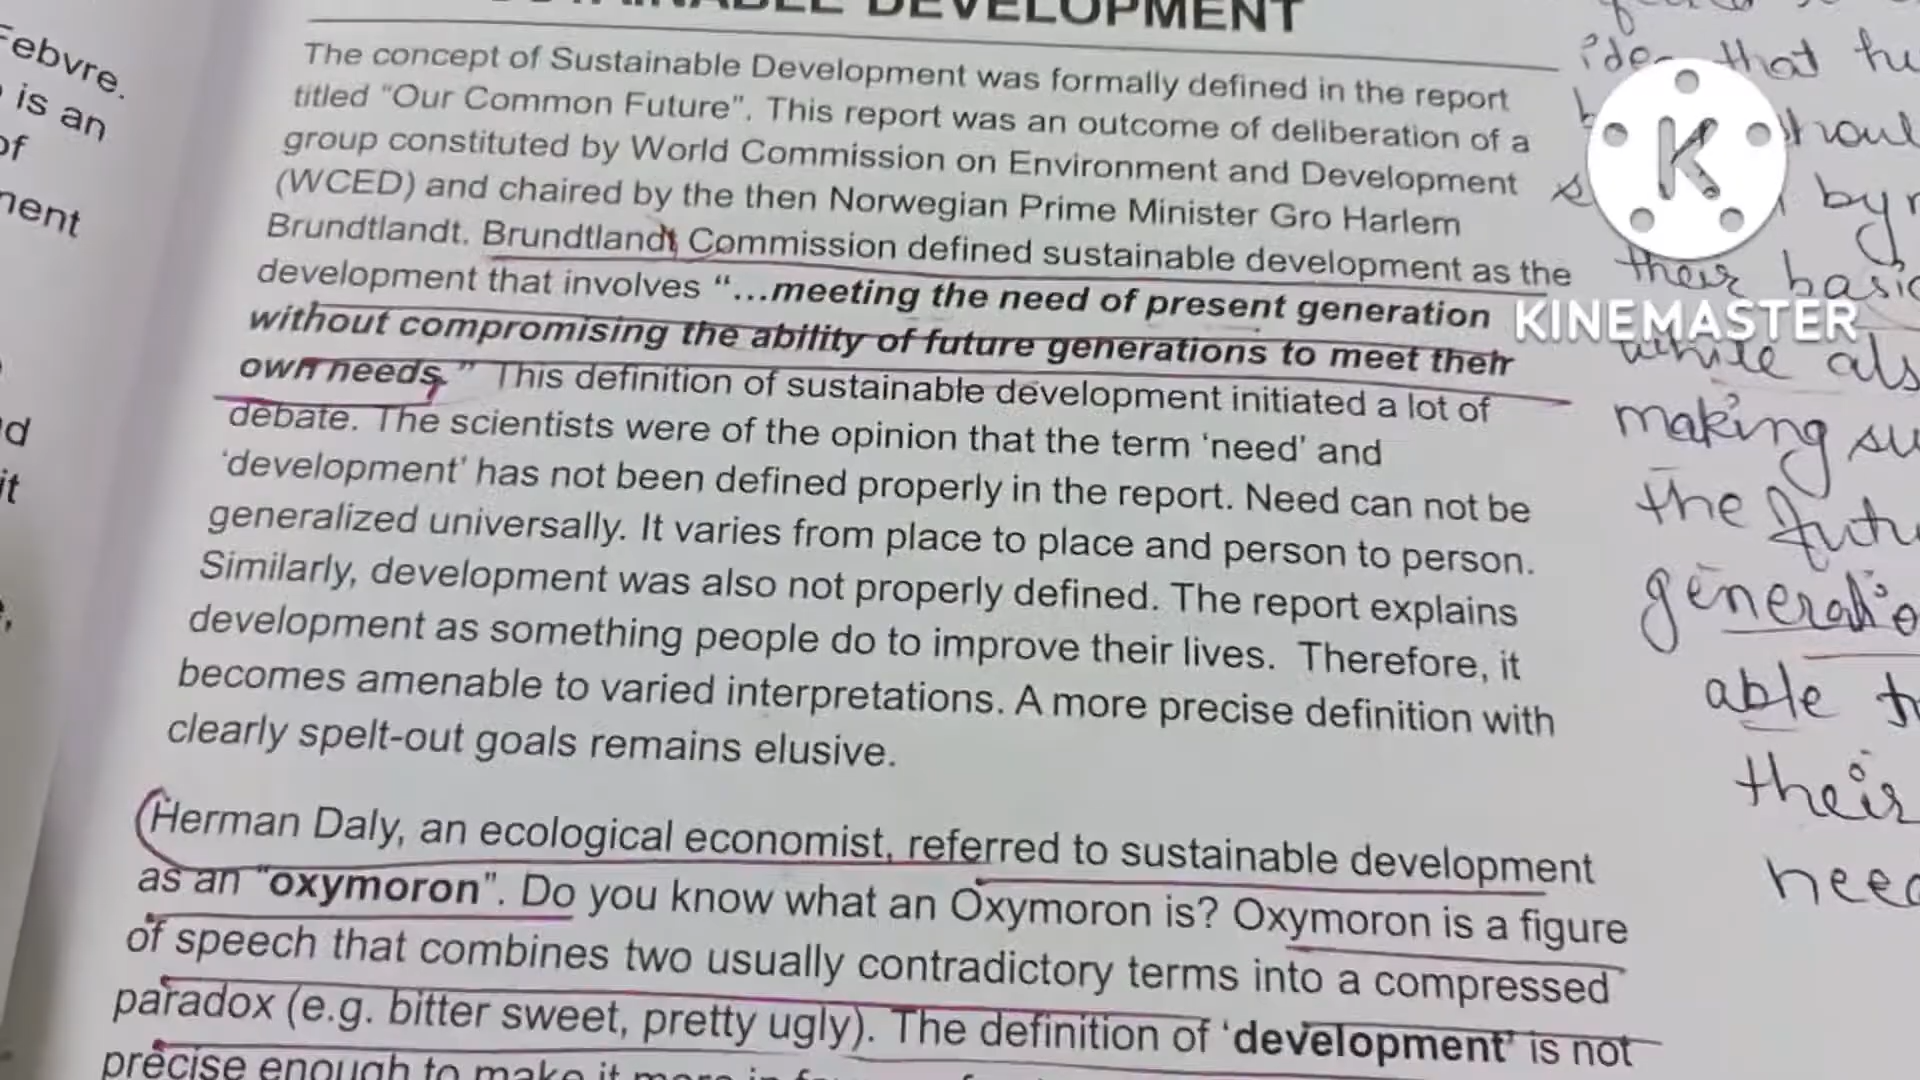 DEVELOPMENT
The concept of Sustainable Development was formally defined in the report
titled “Our Common Future”. This report was an outcome of deliberation of a
group constituted by World Commission on Environment and Development
(WCED) and chaired by the then Norwegian Prime Minister Gro Harlem
Brundtlandt. Brundtlandt Commission defined sustainable development as the
development that involves “...meeting the need of present generation
without compromising the ability of future generations to meet their
own needs.” This definition of sustainable development initiated a lot of
debate. The scientists were of the opinion that the term ‘need’ and
‘development’ has not been defined properly in the report. Need can not be
generalized universally. It varies from place to place and person to person.
Similarly, development was also not properly defined. The report explains
development as something people do to improve their lives. Therefore, it
becomes amenable to varied interpretations. A more precise definition with
clearly spelt-out goals remains elusive.
Herman Daly, an ecological economist, referred to sustainable development
as an “oxymoron”. Do you know what an Oxymoron is? Oxymoron is a figure
of speech that combines two usually contradictory terms into a compressed
paradox (e.g. bitter sweet, pretty ugly). The definition of ‘development’ is not
precise enough to make it more
Febvre.
is an
of
it
that
by
their
while
making
the
able
their
K
KINEMASTER